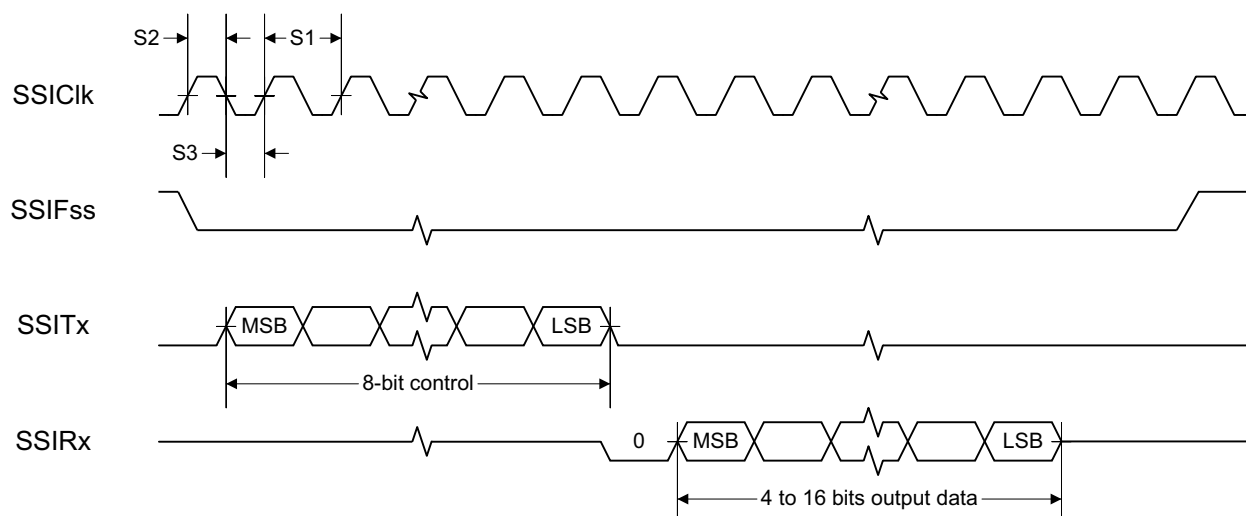 S2
S1
SSIClk
S3
SSIFss
SSITx
MSB
LSB
8-bit control
SSIRx
0
MSB
LSB
4 to 16 bits output data